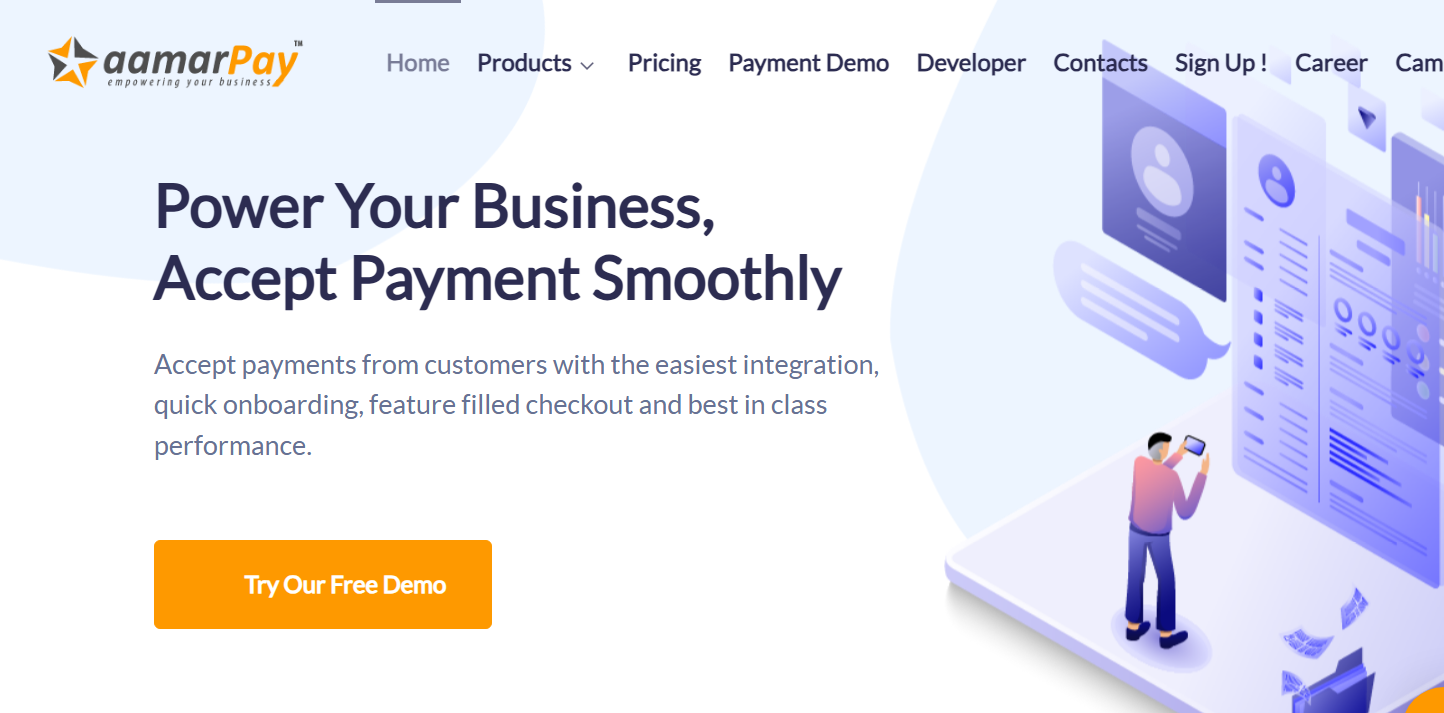 aamarPay™
empowering your business
Home Products Pricing Payment Demo Developer Contacts Sign Up ! Career Cam
Power Your Business,
Accept Payment Smoothly
Accept payments from customers with the easiest integration,
quick onboarding, feature filled checkout and best in class
performance.
Try Our Free Demo